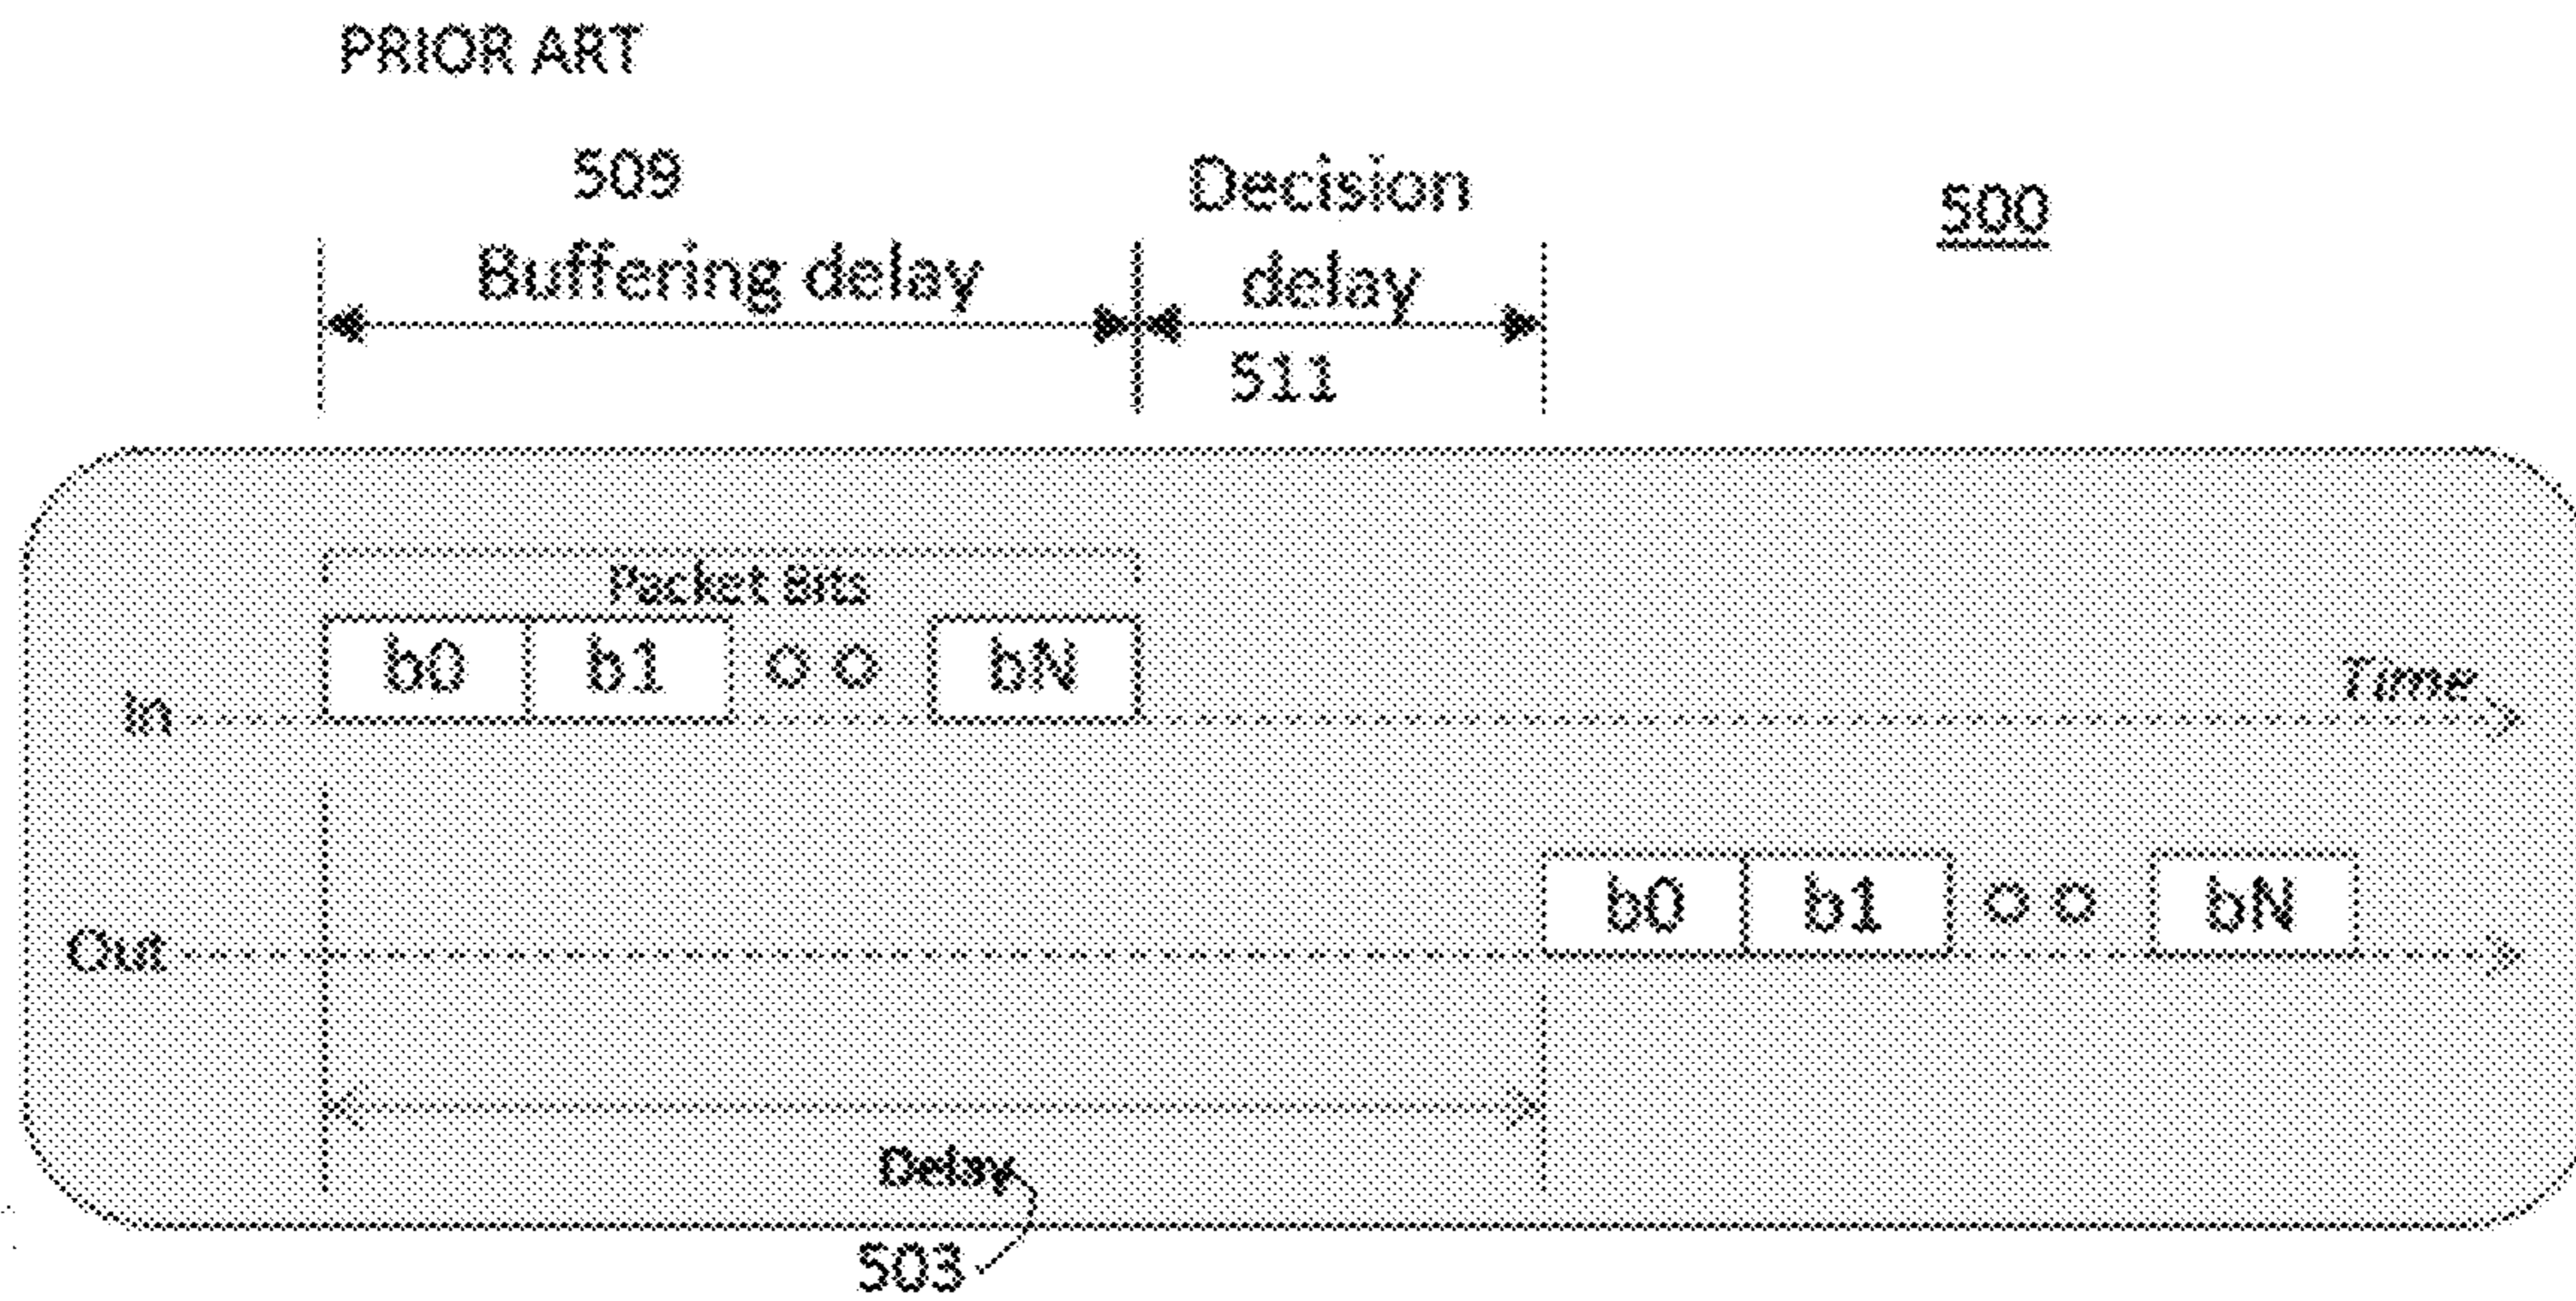 PRIOR ART
509
Buffering delay
Decision
delay
511
500
Packet Bits
b0 b1 bN
In
Time
b0 b1 bN
Out
Delay
503